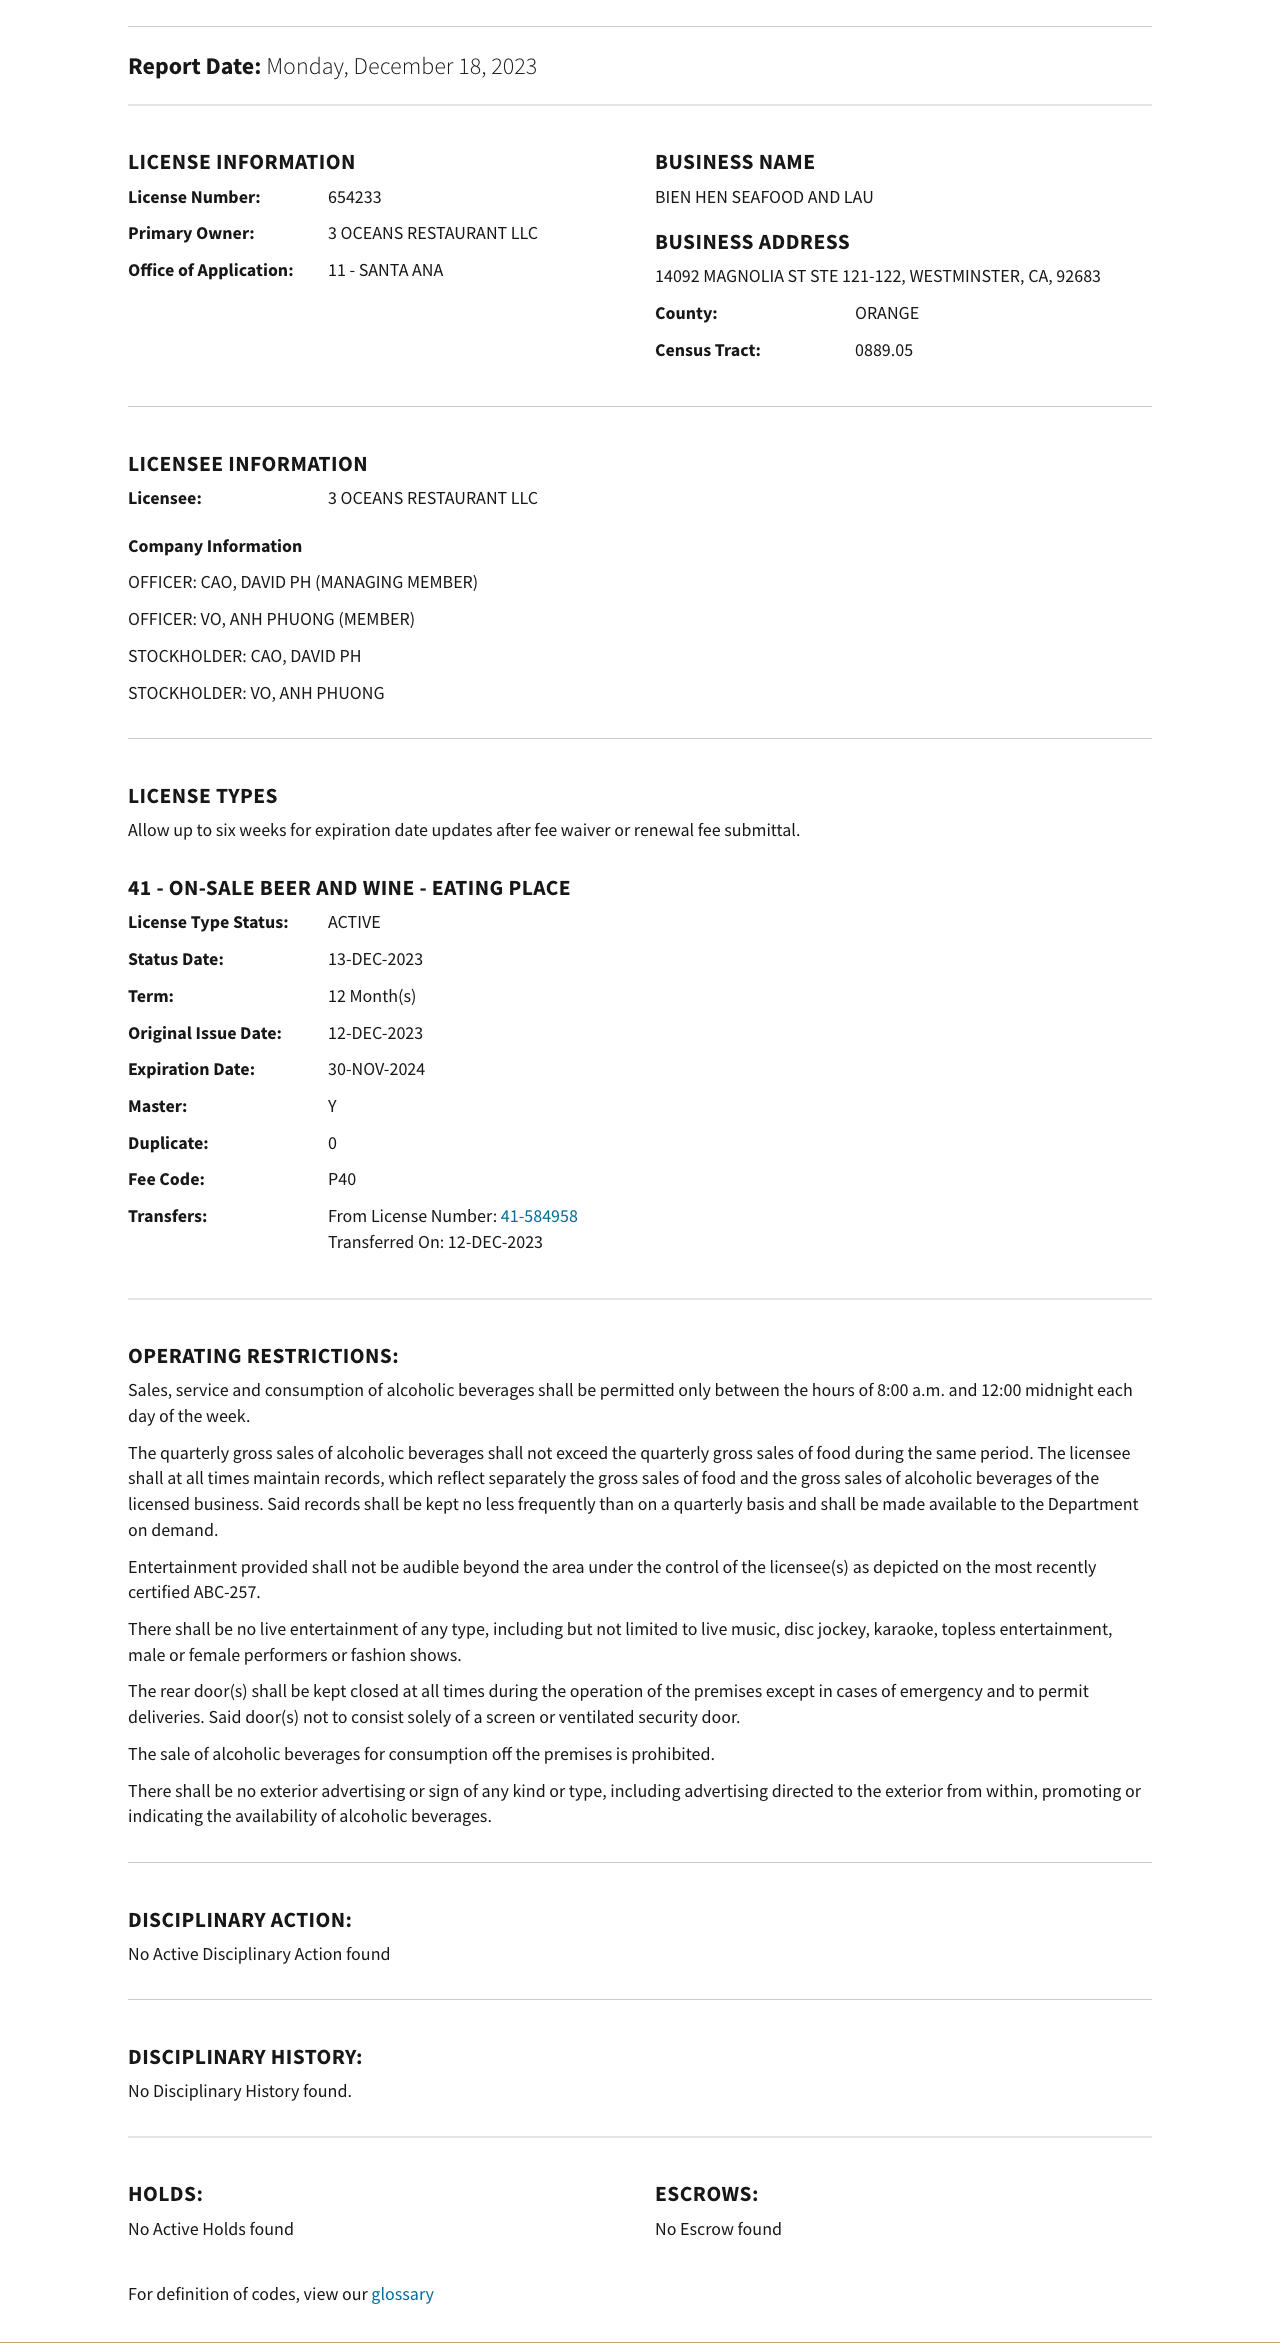 Report Date: Monday, December 18, 2023
LICENSE INFORMATION
License Number: 654233
Primary Owner: 3 OCEANS RESTAURANT LLC
Office of Application: 11 - SANTA ANA
BUSINESS NAME
BIEN HEN SEAFOOD AND LAU
BUSINESS ADDRESS
14092 MAGNOLIA ST STE 121-122, WESTMINSTER, CA, 92683
County: ORANGE
Census Tract: 0889.05
LICENSEE INFORMATION
Licensee: 3 OCEANS RESTAURANT LLC
Company Information
OFFICER: CAO, DAVID PH (MANAGING MEMBER)
OFFICER: VO, ANH PHUONG (MEMBER)
STOCKHOLDER: CAO, DAVID PH
STOCKHOLDER: VO, ANH PHUONG
LICENSE TYPES
Allow up to six weeks for expiration date updates after fee waiver or renewal fee submittal.
41 - ON-SALE BEER AND WINE - EATING PLACE
License Type Status: ACTIVE
Status Date: 13-DEC-2023
Term: 12 Month(s)
Original Issue Date: 12-DEC-2023
Expiration Date: 30-NOV-2024
Master: Y
Duplicate: 0
Fee Code: P40
Transfers: From License Number: 41-584958
Transferred On: 12-DEC-2023
OPERATING RESTRICTIONS:
Sales, service and consumption of alcoholic beverages shall be permitted only between the hours of 8:00 a.m. and 12:00 midnight each
day of the week.
The quarterly gross sales of alcoholic beverages shall not exceed the quarterly gross sales of food during the same period. The licensee
shall at all times maintain records, which reflect separately the gross sales of food and the gross sales of alcoholic beverages of the
licensed business. Said records shall be kept no less frequently than on a quarterly basis and shall be made available to the Department
on demand.
Entertainment provided shall not be audible beyond the area under the control of the licensee(s) as depicted on the most recently
certified ABC-257.
There shall be no live entertainment of any type, including but not limited to live music, disc jockey, karaoke, topless entertainment,
male or female performers or fashion shows.
The rear door(s) shall be kept closed at all times during the operation of the premises except in cases of emergency and to permit
deliveries. Said door(s) not to consist solely of a screen or ventilated security door.
The sale of alcoholic beverages for consumption off the premises is prohibited.
There shall be no exterior advertising or sign of any kind or type, including advertising directed to the exterior from within, promoting or
indicating the availability of alcoholic beverages.
DISCIPLINARY ACTION:
No Active Disciplinary Action found
DISCIPLINARY HISTORY:
No Disciplinary History found.
HOLDS:
No Active Holds found
ESCROWS:
No Escrow found
For definition of codes, view our glossary